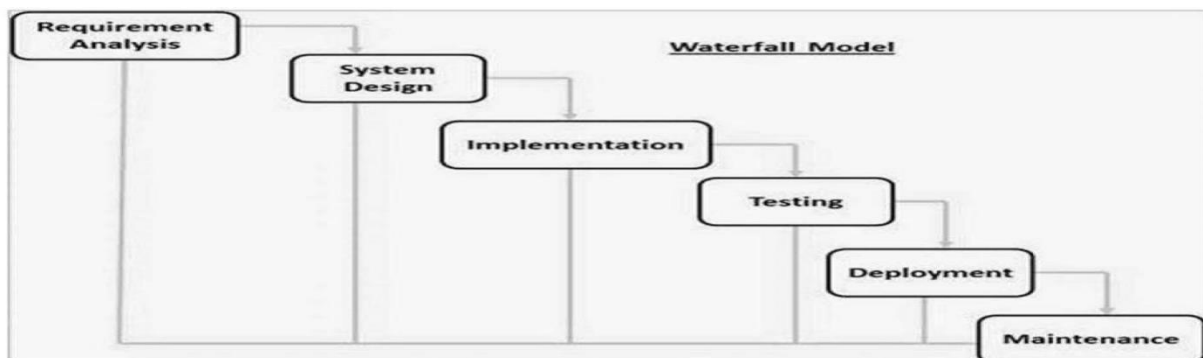 Requirement
Analysis
Waterfall Model
System
Design
Implementation
Testing
Deployment
Maintenance